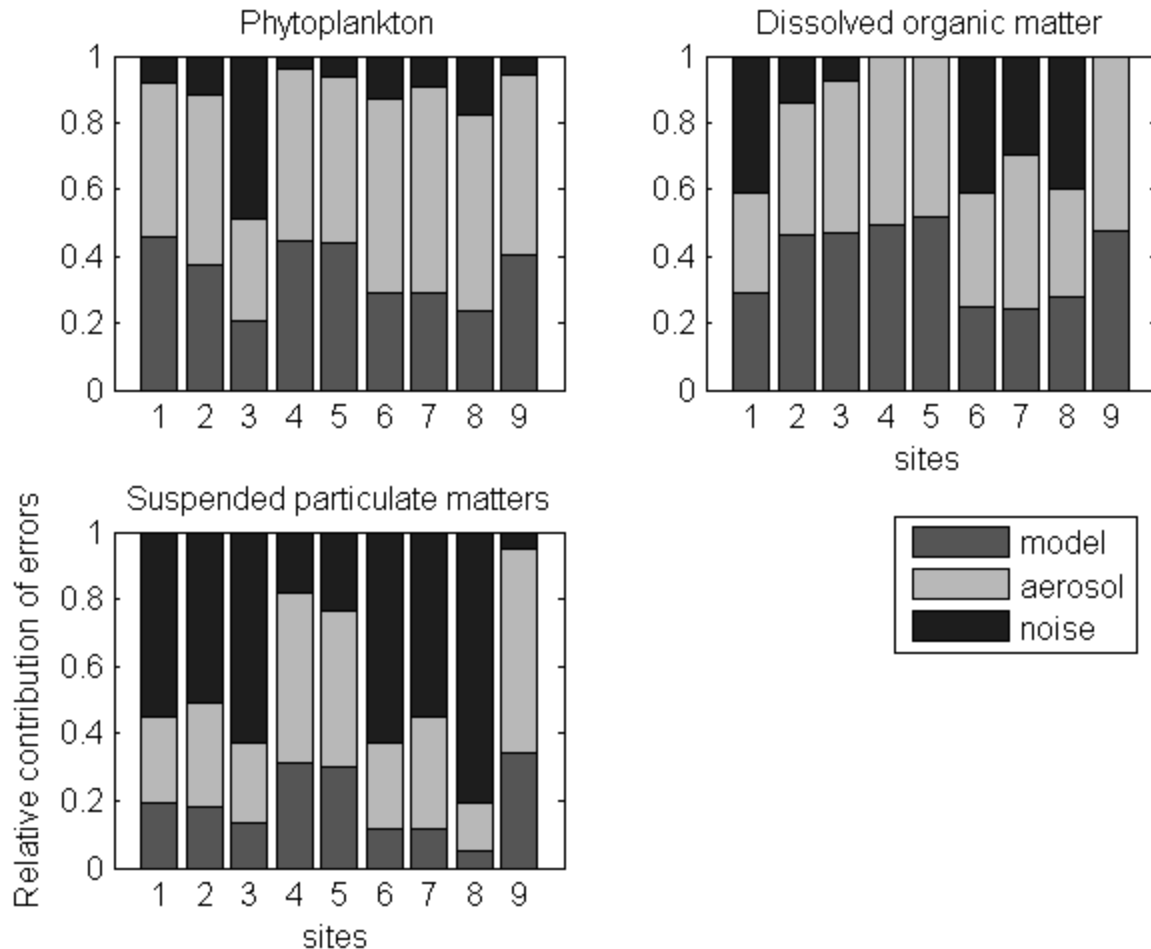 Phytoplankton
1
0.8
0.6
0.4
0.2
0
1 2 3 4 5 6 7 8 9
Dissolved organic matter
1
0.8
0.6
0.4
0.2
0
1 2 3 4 5 6 7 8 9
sites
Suspended particulate matters
Relative contribution of errors
1
0.8
0.6
0.4
0.2
0
1 2 3 4 5 6 7 8 9
sites
model
aerosol
noise